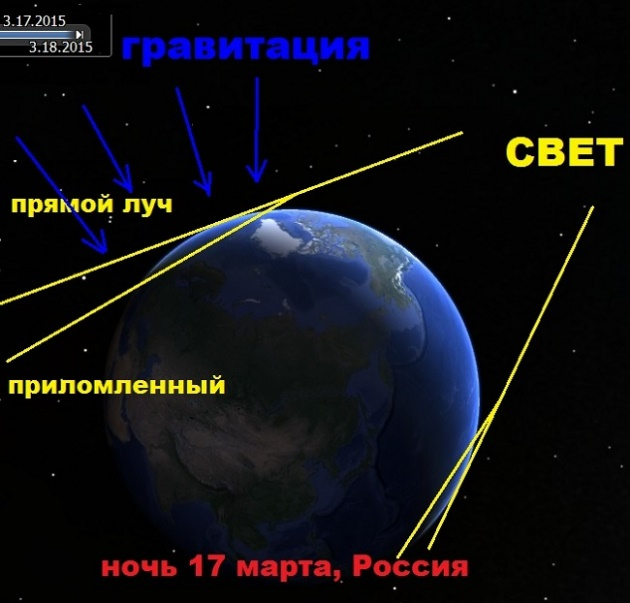 3.17.2015
3.18.2015
гравитация
СВЕТ
прямой луч
приломленный
ночь 17 марта, Россия